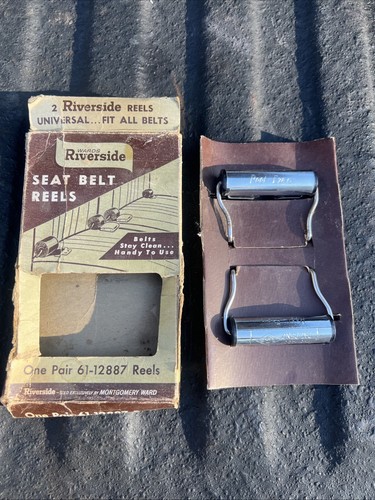 2 Riverside REELS
UNIVERSAL...FIT ALL BELTS
WARDS
Riverside
SEAT BELT
REELS
Belts
Stay Clean...
Handy To Use
One Pair 61-12887 Reels
Riverside - SOLD EXCLUSIVELY BY MONTGOMERY WARD